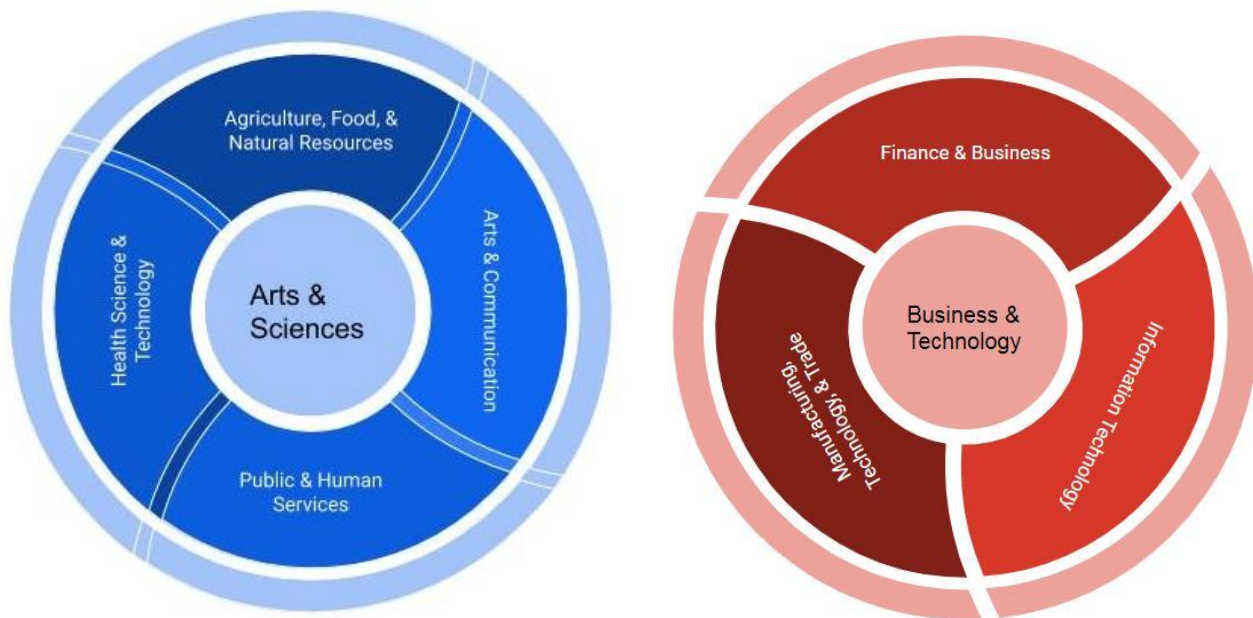 Agriculture, Food, &
Natural Resources
Arts & Communication
Public & Human
Services
Health Science &
Technology
Arts &
Sciences
Finance & Business
Information Technology
Manufacturing,
Technology, & Trade
Business &
Technology